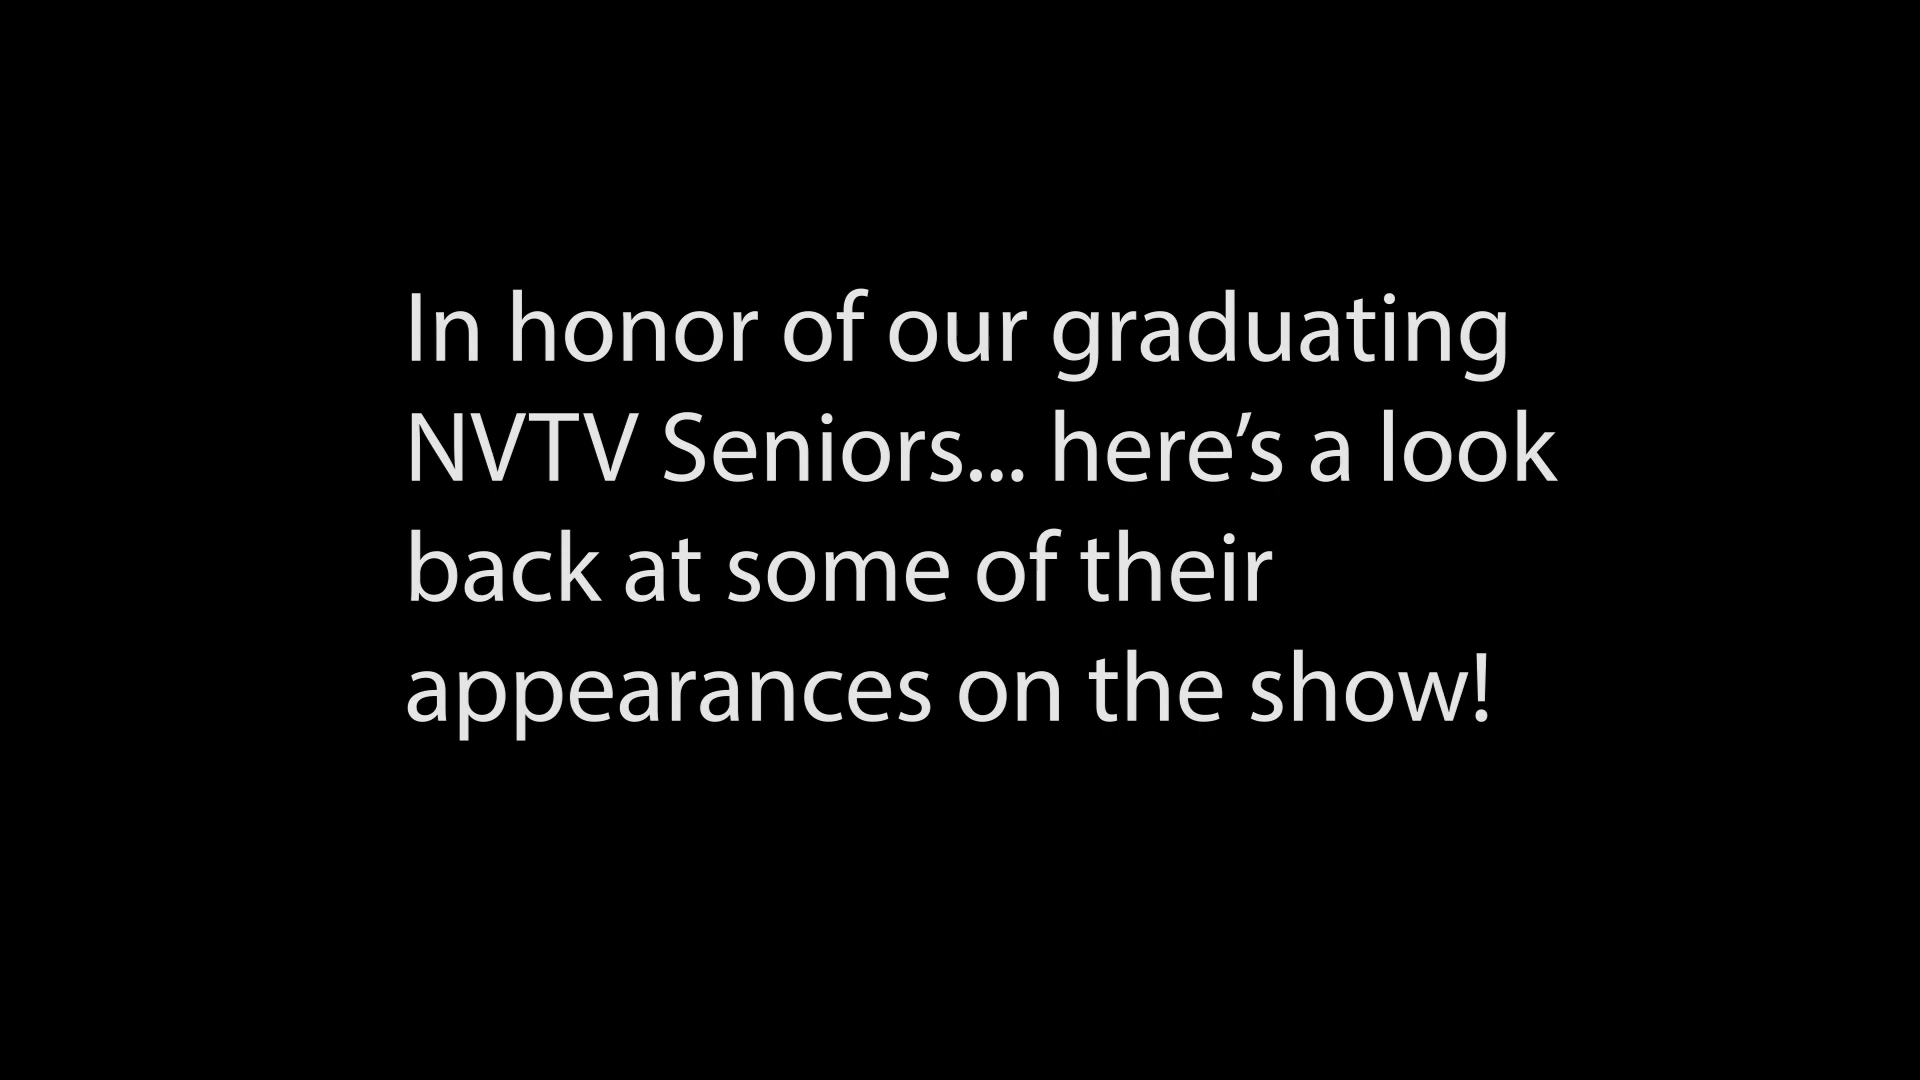 In honor of our graduating
NVTV Seniors... here’s a look
back at some of their
appearances on the show!